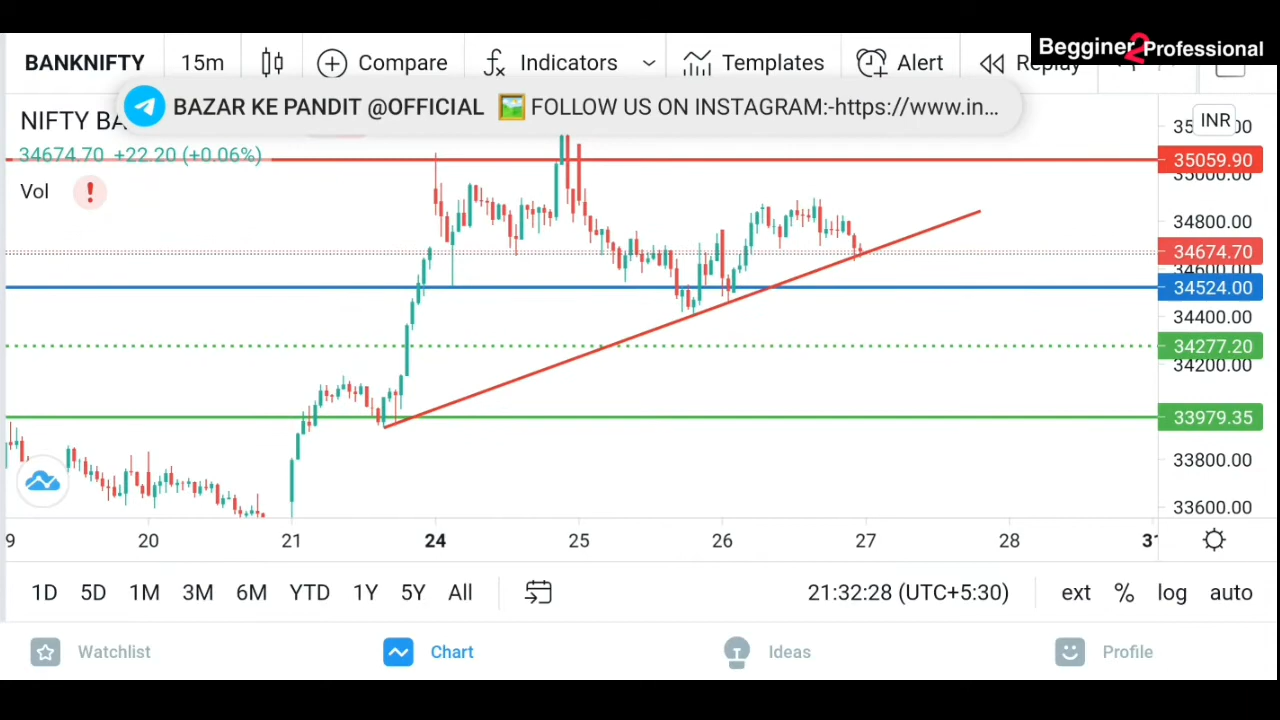 BANKNIFTY 15m Compare Indicators Templates Alert Replay
Begginer2Professional
BAZAR KE PANDIT @OFFICIAL FOLLOW US ON INSTAGRAM:-https://www.in...
NIFTY BA
INR
34674.70 +22.20 (+0.06%)
Vol
35059.90
35000.00
34800.00
34674.70
34600.00
34524.00
34400.00
34277.20
34200.00
33979.35
33800.00
33600.00
9 20 21 24 25 26 27 28 31
1D 5D 1M 3M 6M YTD 1Y 5Y All 21:32:28 (UTC+5:30) ext % log auto
Watchlist Chart Ideas Profile